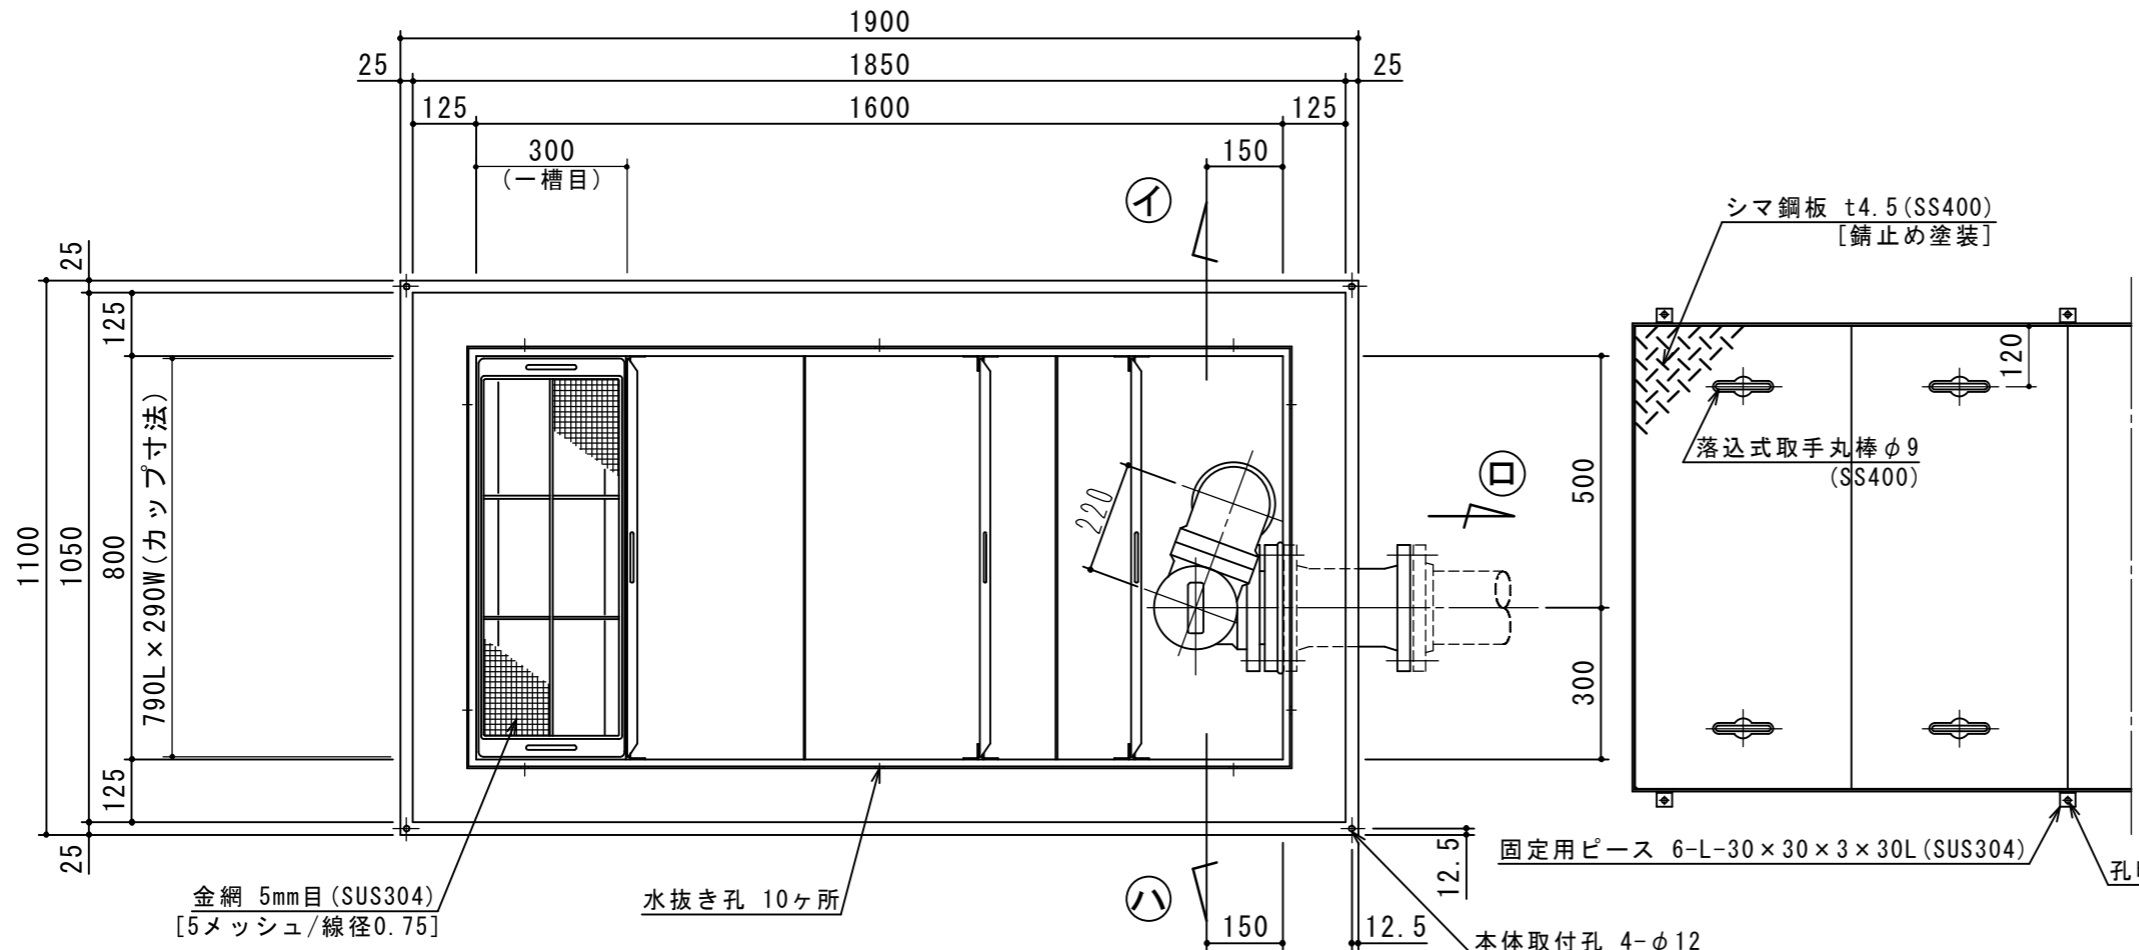 1900
25
1850
25
125
1600
125
300
(一槽目)
150
イ
シマ鋼板 t4.5(SS400)
[錆止め塗装]
25
125
120
落込式取手丸棒φ9
(SS400)
ロ
220
500
1100
1050
800
790L×290W(カップ寸法)
300
125
25
12.5
固定用ピース 6-L-30×30×3×30L(SUS304)
金網 5mm目(SUS304)
[5メッシュ/線径0.75]
水抜き孔 10ヶ所
ハ
150
12.5
本体取付孔 4-φ12